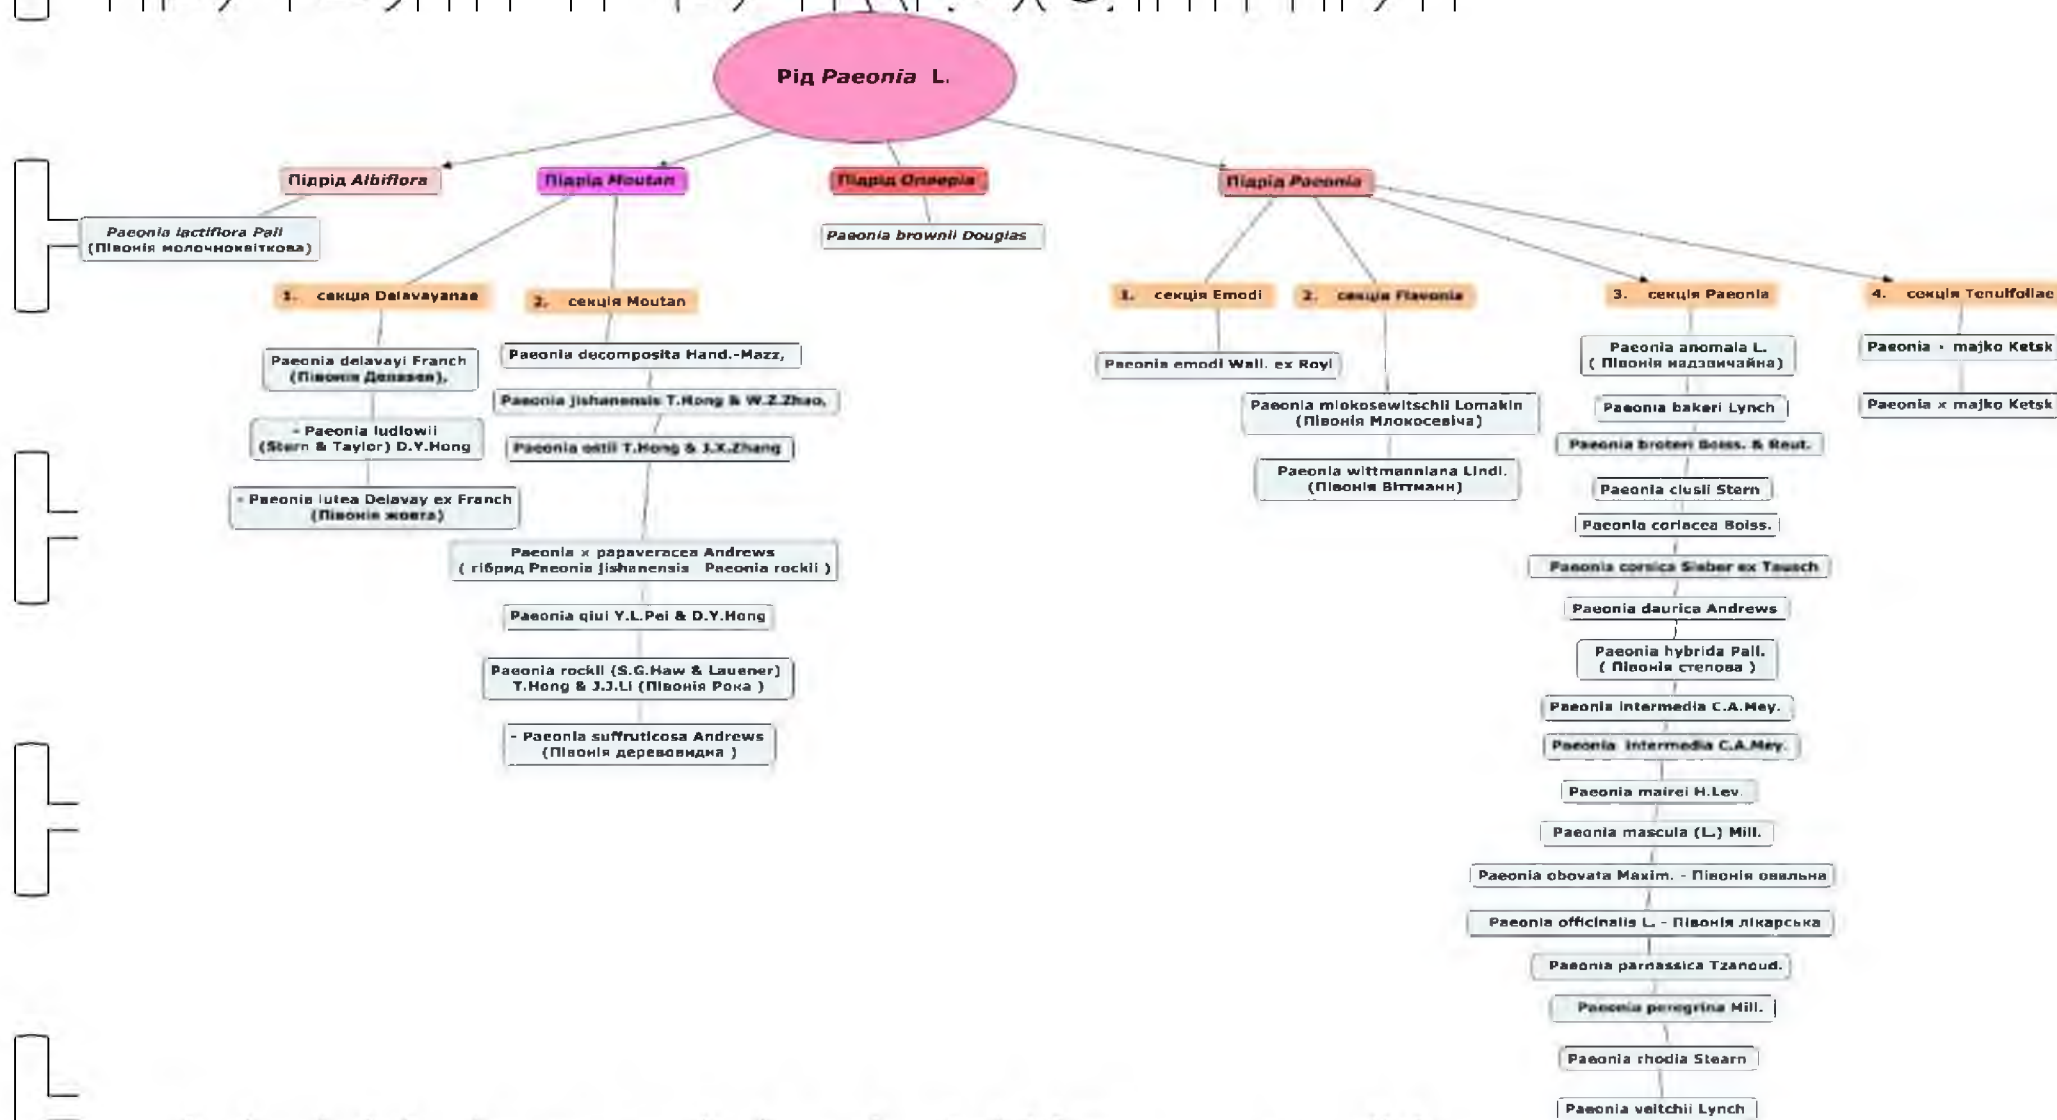 Рід Paeonia L.
Підрід Albiflora
Підрід Moutan
Підрід Onaepia
Підрід Paeonia
Paeonia lactiflora Pall
(Півонія молочноквіткова)
Paeonia brownii Douglas
1. секція Delavayanae
2. секція Moutan
1. секція Emodi
2. секція Flavonia
3. секція Paeonia
4. секція Tenuifoliae
Paeonia delavayi Franch
(Півонія Делавея),
- Paeonia ludlowii
(Stern & Taylor) D.Y.Hong
- Paeonia lutea Delavay ex Franch
(Півонія жовта)
Paeonia decomposita Hand.-Mazz,
Paeonia jishanensis T.Hong & W.Z.Zhao,
Paeonia ostii T.Hong & J.X.Zhang
Paeonia x papaveracea Andrews
( гібрид Paeonia jishanensis Paeonia rockii )
Paeonia qiui Y.L.Pei & D.Y.Hong
Paeonia rockii (S.G.Haw & Lauener)
T.Hong & J.J.Li (Півонія Рока )
- Paeonia suffruticosa Andrews
(Півонія деревовидна )
Paeonia emodi Wall. ex Royl
Paeonia mlokosewitschii Lomakin
(Півонія Млокосевіча)
Paeonia wittmanniana Lindl.
(Півонія Віттманн)
Paeonia anomala L.
( Півонія надзвичайна)
Paeonia bakeri Lynch
Paeonia broteri Boiss. & Reut.
Paeonia clusii Stern
Paeonia coriacea Boiss.
Paeonia corsica Sieber ex Tausch
Paeonia daurica Andrews
Paeonia hybrida Pall.
( Півонія степова )
Paeonia intermedia C.A.Mey.
Paeonia intermedia C.A.Mey.
Paeonia mairei H.Lev.
Paeonia mascula (L.) Mill.
Paeonia obovata Maxim. - Півонія овальна
Paeonia officinalis L. - Півонія лікарська
Paeonia parnassica Tzanoud.
Paeonia peregrina Mill.
Paeonia rhodia Stearn
Paeonia veitchii Lynch
Paeonia majko Ketsk
Paeonia x majko Ketsk